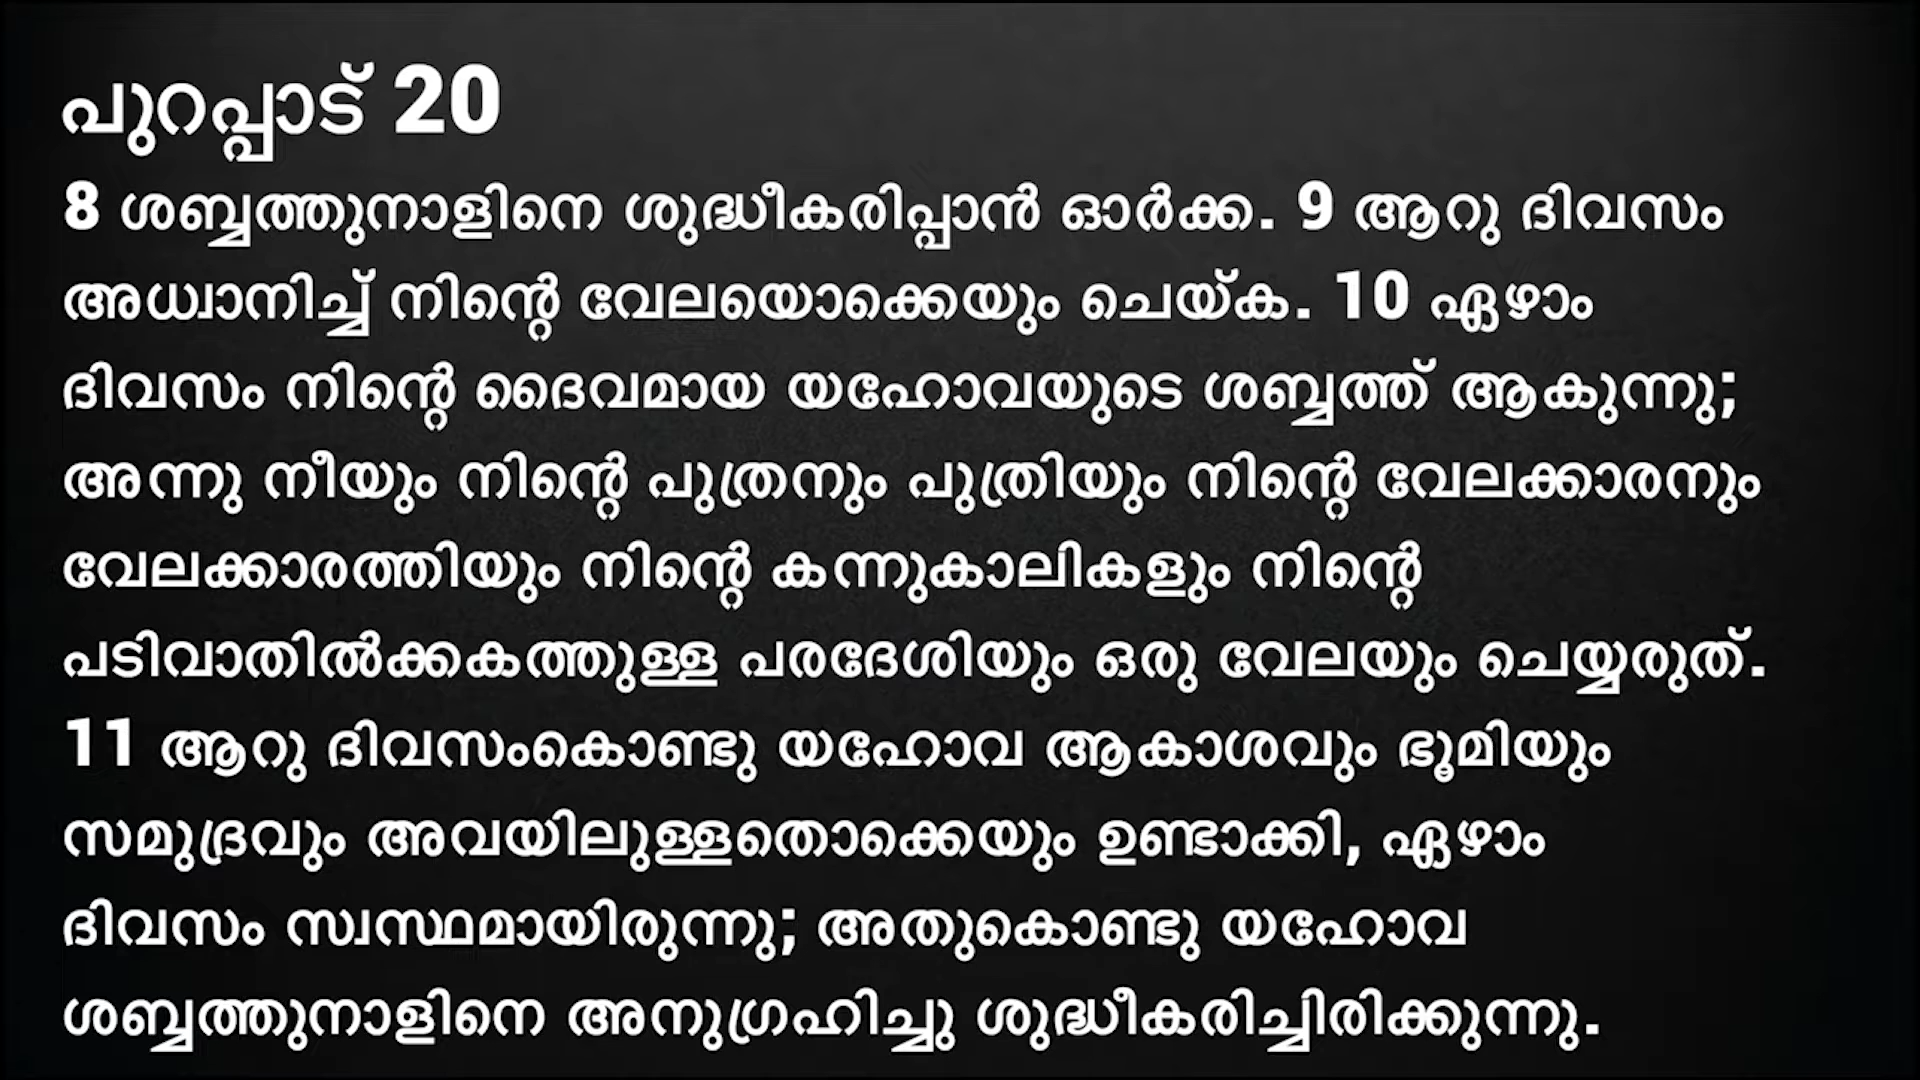 പുറപ്പാട് 20
8 ശബ്ബത്തുനാളിനെ ശുദ്ധീകരിപ്പാൻ ഓർക്ക. 9 ആറു ദിവസം
അധ്വാനിച്ച് നിന്റെ വേലയൊക്കെയും ചെയ്ക. 10 ഏഴാം
ദിവസം നിന്റെ ദൈവമായ യഹോവയുടെ ശബ്ബത്ത് ആകുന്നു;
അന്നു നീയും നിന്റെ പുത്രനും പുത്രിയും നിന്റെ വേലക്കാരനും
വേലക്കാരത്തിയും നിന്റെ കന്നുകാലികളും നിന്റെ
പടിവാതിൽക്കകത്തുള്ള പരദേശിയും ഒരു വേലയും ചെയ്യരുത്.
11 ആറു ദിവസംകൊണ്ടു യഹോവ ആകാശവും ഭൂമിയും
സമുദ്രവും അവയിലുള്ളതൊക്കെയും ഉണ്ടാക്കി, ഏഴാം
ദിവസം സ്വസ്ഥമായിരുന്നു; അതുകൊണ്ടു യഹോവ
ശബ്ബത്തുനാളിനെ അനുഗ്രഹിച്ചു ശുദ്ധീകരിച്ചിരിക്കുന്നു.